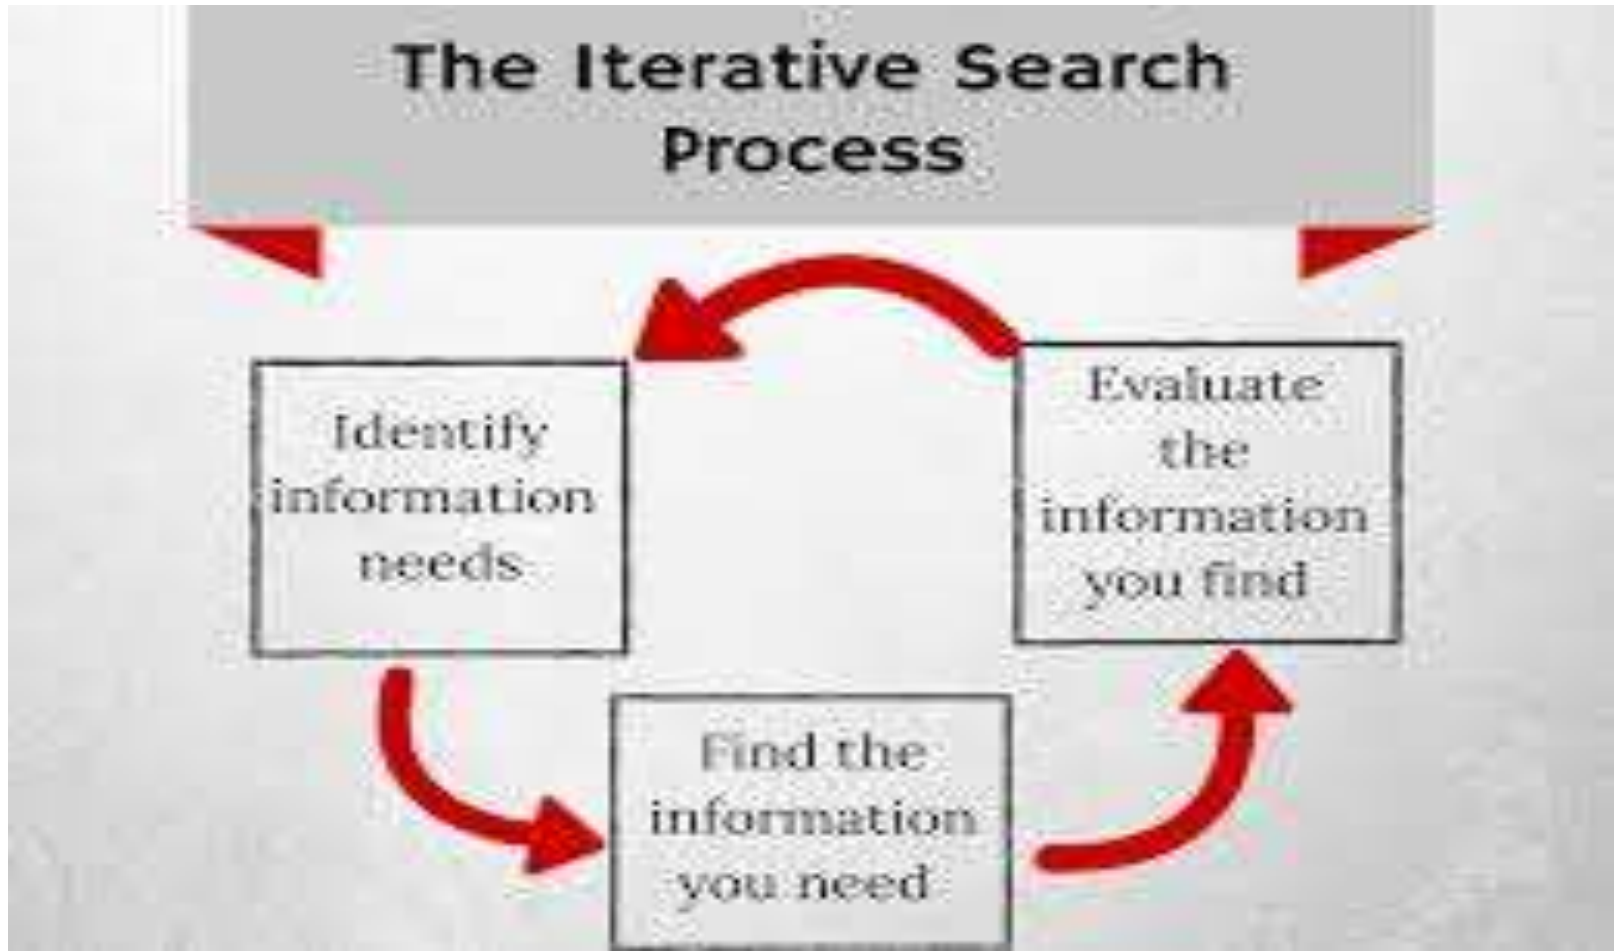 The Iterative Search
Process
Identify
information
needs
Find the
information
you need
Evaluate
the
information
you find